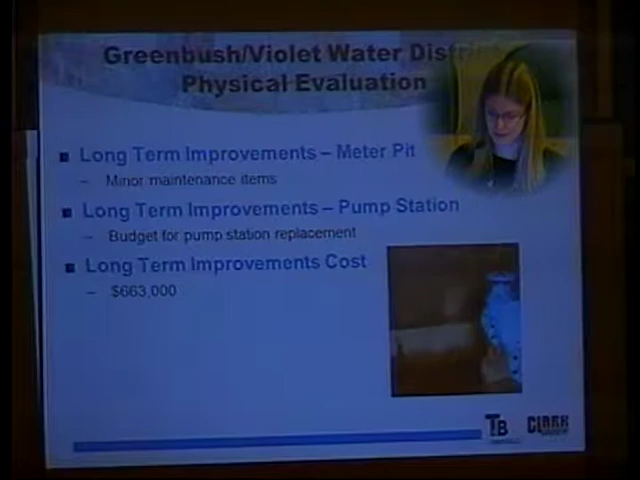 Greenbush/Violet Water
Physical Evaluation
Long Term Improvements – Meter Pit
– Minor maintenance items
Long Term Improvements – Pump Station
– Budget for pump station replacement
Long Term Improvements Cost
– $663,000
TB
CLARK